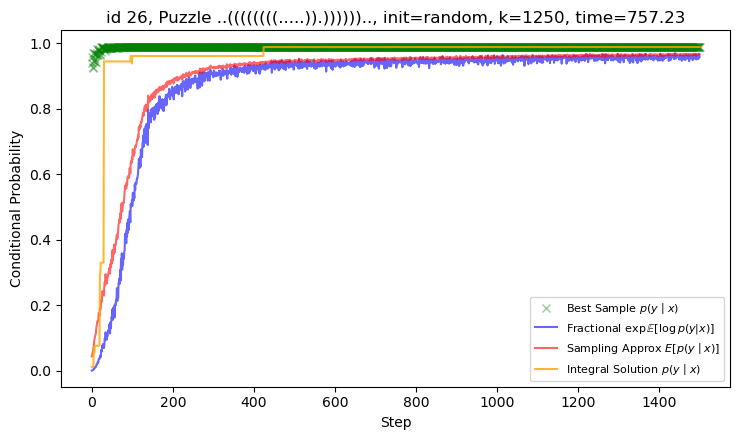 id 26, Puzzle ..((((((((.....)).)))))).., init=random, k=1250, time=757.23
Conditional Probability
1.0
0.8
0.6
0.4
0.2
0.0
Best Sample p(y | x)
Fractional exp𝔼[log p(y|x)]
Sampling Approx E[p(y | x)]
Integral Solution p(y | x)
0 200 400 600 800 1000 1200 1400
Step